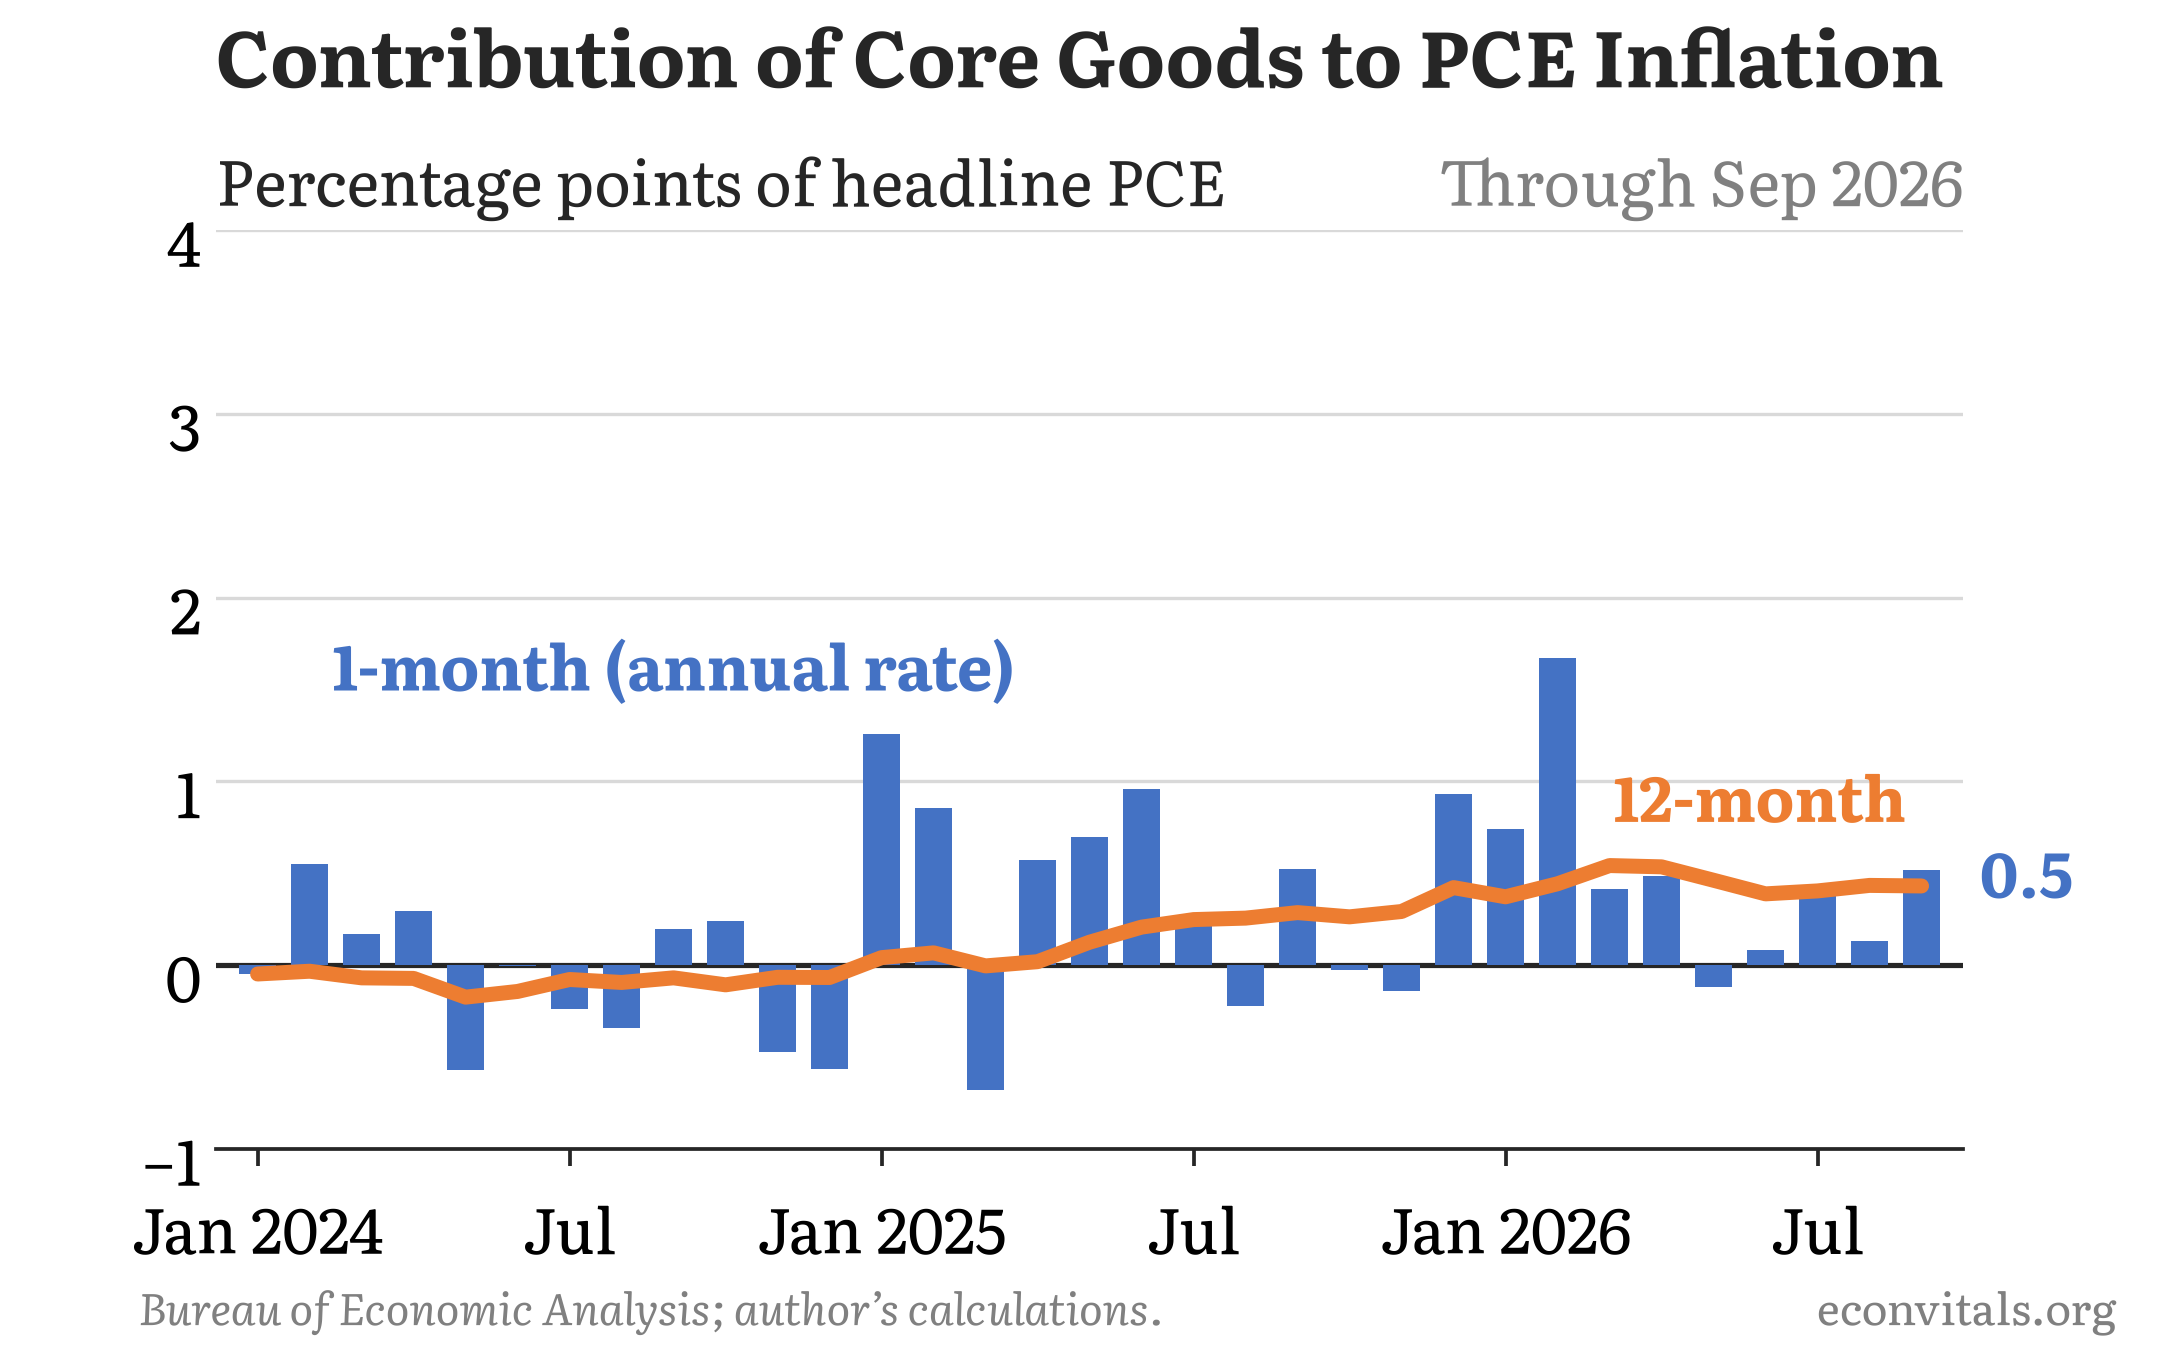 Contribution of Core Goods to PCE Inflation
Percentage points of headline PCE
Through Sep 2026
4
3
2
1-month (annual rate)
1
12-month
0.5
0
−1
Jan 2024
Jul
Jan 2025
Jul
Jan 2026
Jul
Bureau of Economic Analysis; author’s calculations.
econvitals.org